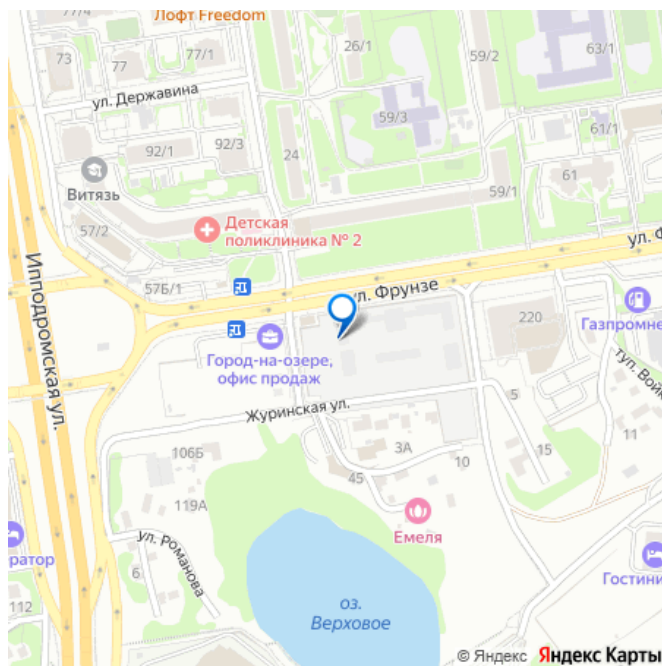 77/4
Лофт Freedom
73
77
77/1
26/1
59/2
63/1
ул. Державина
92/1
92/3
24
59/3
61/1
Витязь
57/2
Детская
поликлиника № 2
59/1
61
ул. Ф
Ипподромская ул.
57Б/1
ул. Фрунзе
220
Газпромне
Город-на-озере,
офис продаж
туп. Войк
Журинская ул.
5
11
106Б
3А
15
45
10
119А
Емеля
ул. Романова
ратор
6
Гостини
112
оз.
Верховое
© Яндекс Яндекс Карты